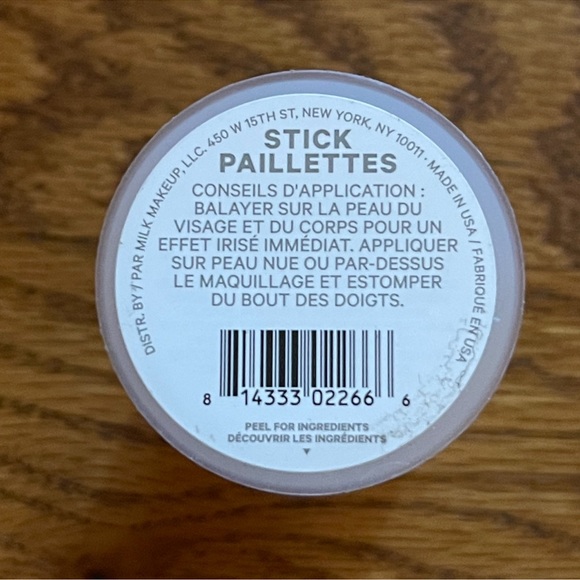 DISTR. BY / PAR MILK MAKEUP, LLC. 450 W 15TH ST, NEW YORK, NY 10011 · MADE IN USA / FABRIQUÉ EN USA
STICK
PAILLETTES
CONSEILS D'APPLICATION :
BALAYER SUR LA PEAU DU
VISAGE ET DU CORPS POUR UN
EFFET IRISÉ IMMÉDIAT. APPLIQUER
SUR PEAU NUE OU PAR-DESSUS
LE MAQUILLAGE ET ESTOMPER
DU BOUT DES DOIGTS.
8 14333 02266 6
PEEL FOR INGREDIENTS
DÉCOUVRIR LES INGRÉDIENTS